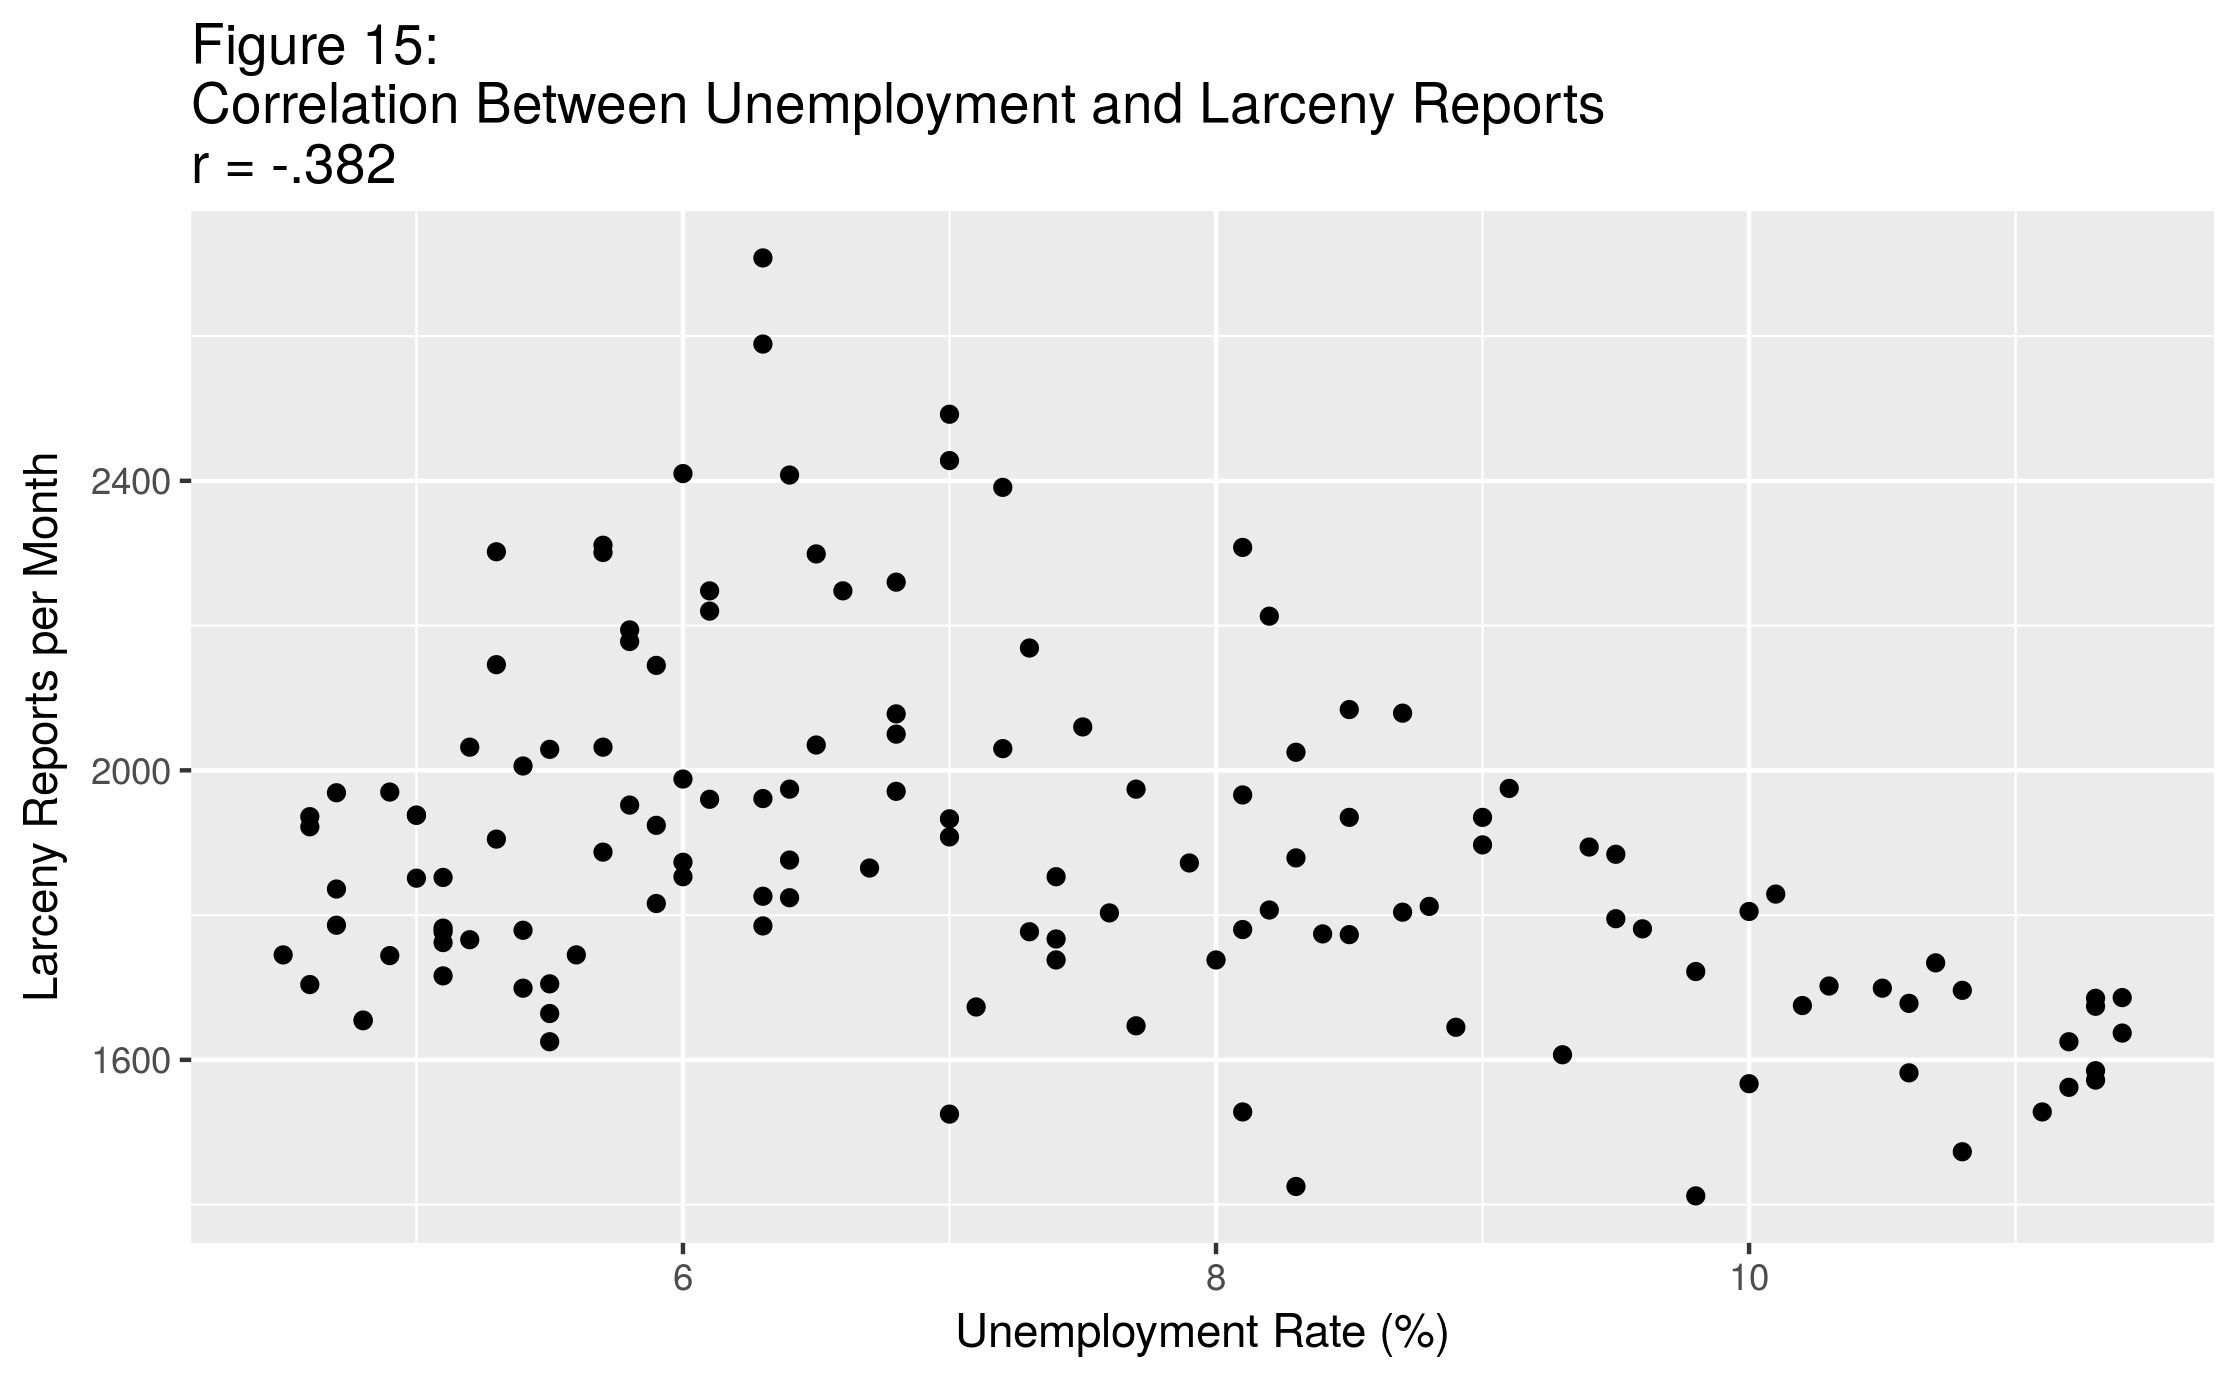 Figure 15:
Correlation Between Unemployment and Larceny Reports
r = -.382
Larceny Reports per Month
2400
2000
1600
6
8
10
Unemployment Rate (%)